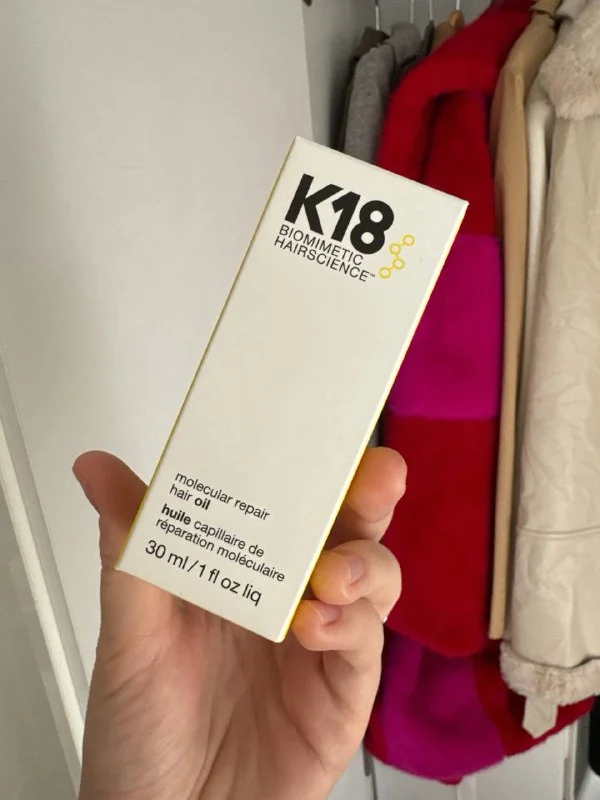 K18
BIOMIMETIC
HAIRSCIENCE™
molecular repair
hair oil
huile capillaire de
réparation moléculaire
30 ml/1 fl oz liq